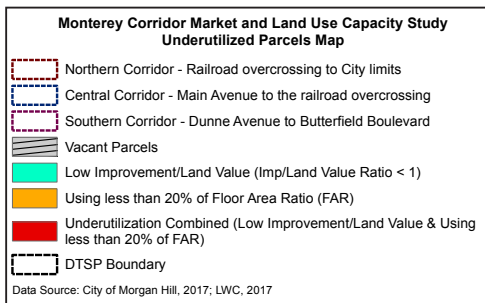 Monterey Corridor Market and Land Use Capacity Study
Underutilized Parcels Map
Northern Corridor - Railroad overcrossing to City limits
Central Corridor - Main Avenue to the railroad overcrossing
Southern Corridor - Dunne Avenue to Butterfield Boulevard
Vacant Parcels
Low Improvement/Land Value (Imp/Land Value Ratio < 1)
Using less than 20% of Floor Area Ratio (FAR)
Underutilization Combined (Low Improvement/Land Value & Using
less than 20% of FAR)
DTSP Boundary
Data Source: City of Morgan Hill, 2017; LWC, 2017